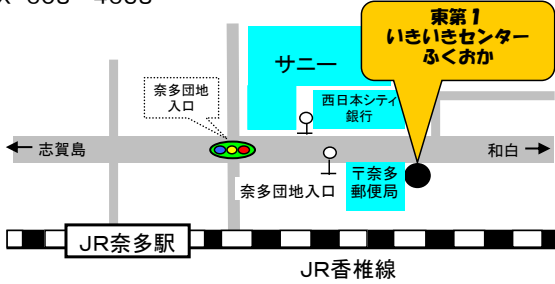 東第1
いきいきセンター
ふくおか
サニー
奈多団地
入口
西日本シティ
銀行
← 志賀島
和白 →
奈多団地入口
〒奈多
郵便局
JR奈多駅
JR香椎線